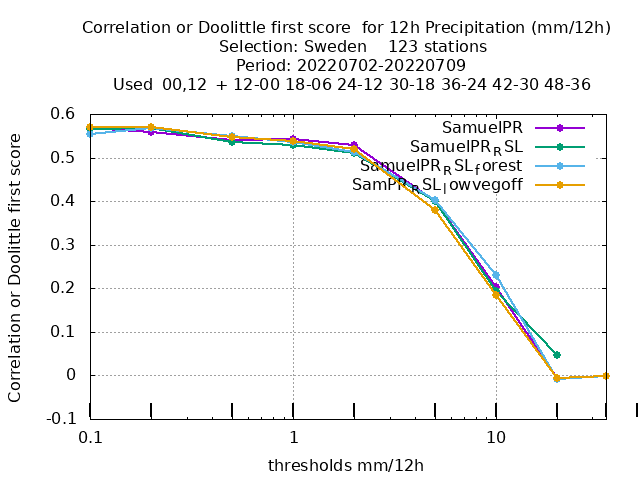 Correlation or Doolittle first score  for 12h Precipitation (mm/12h)
Selection: Sweden    123 stations
Period: 20220702-20220709
Used  00,12  + 12-00 18-06 24-12 30-18 36-24 42-30 48-36
Correlation or Doolittle first score
0.6
0.5
0.4
0.3
0.2
0.1
0
-0.1
SamuelPR
SamuelPR_RSL
SamuelPR_RSL_forest
SamPR_RSL_lowvegoff
0.1 1 10
thresholds mm/12h